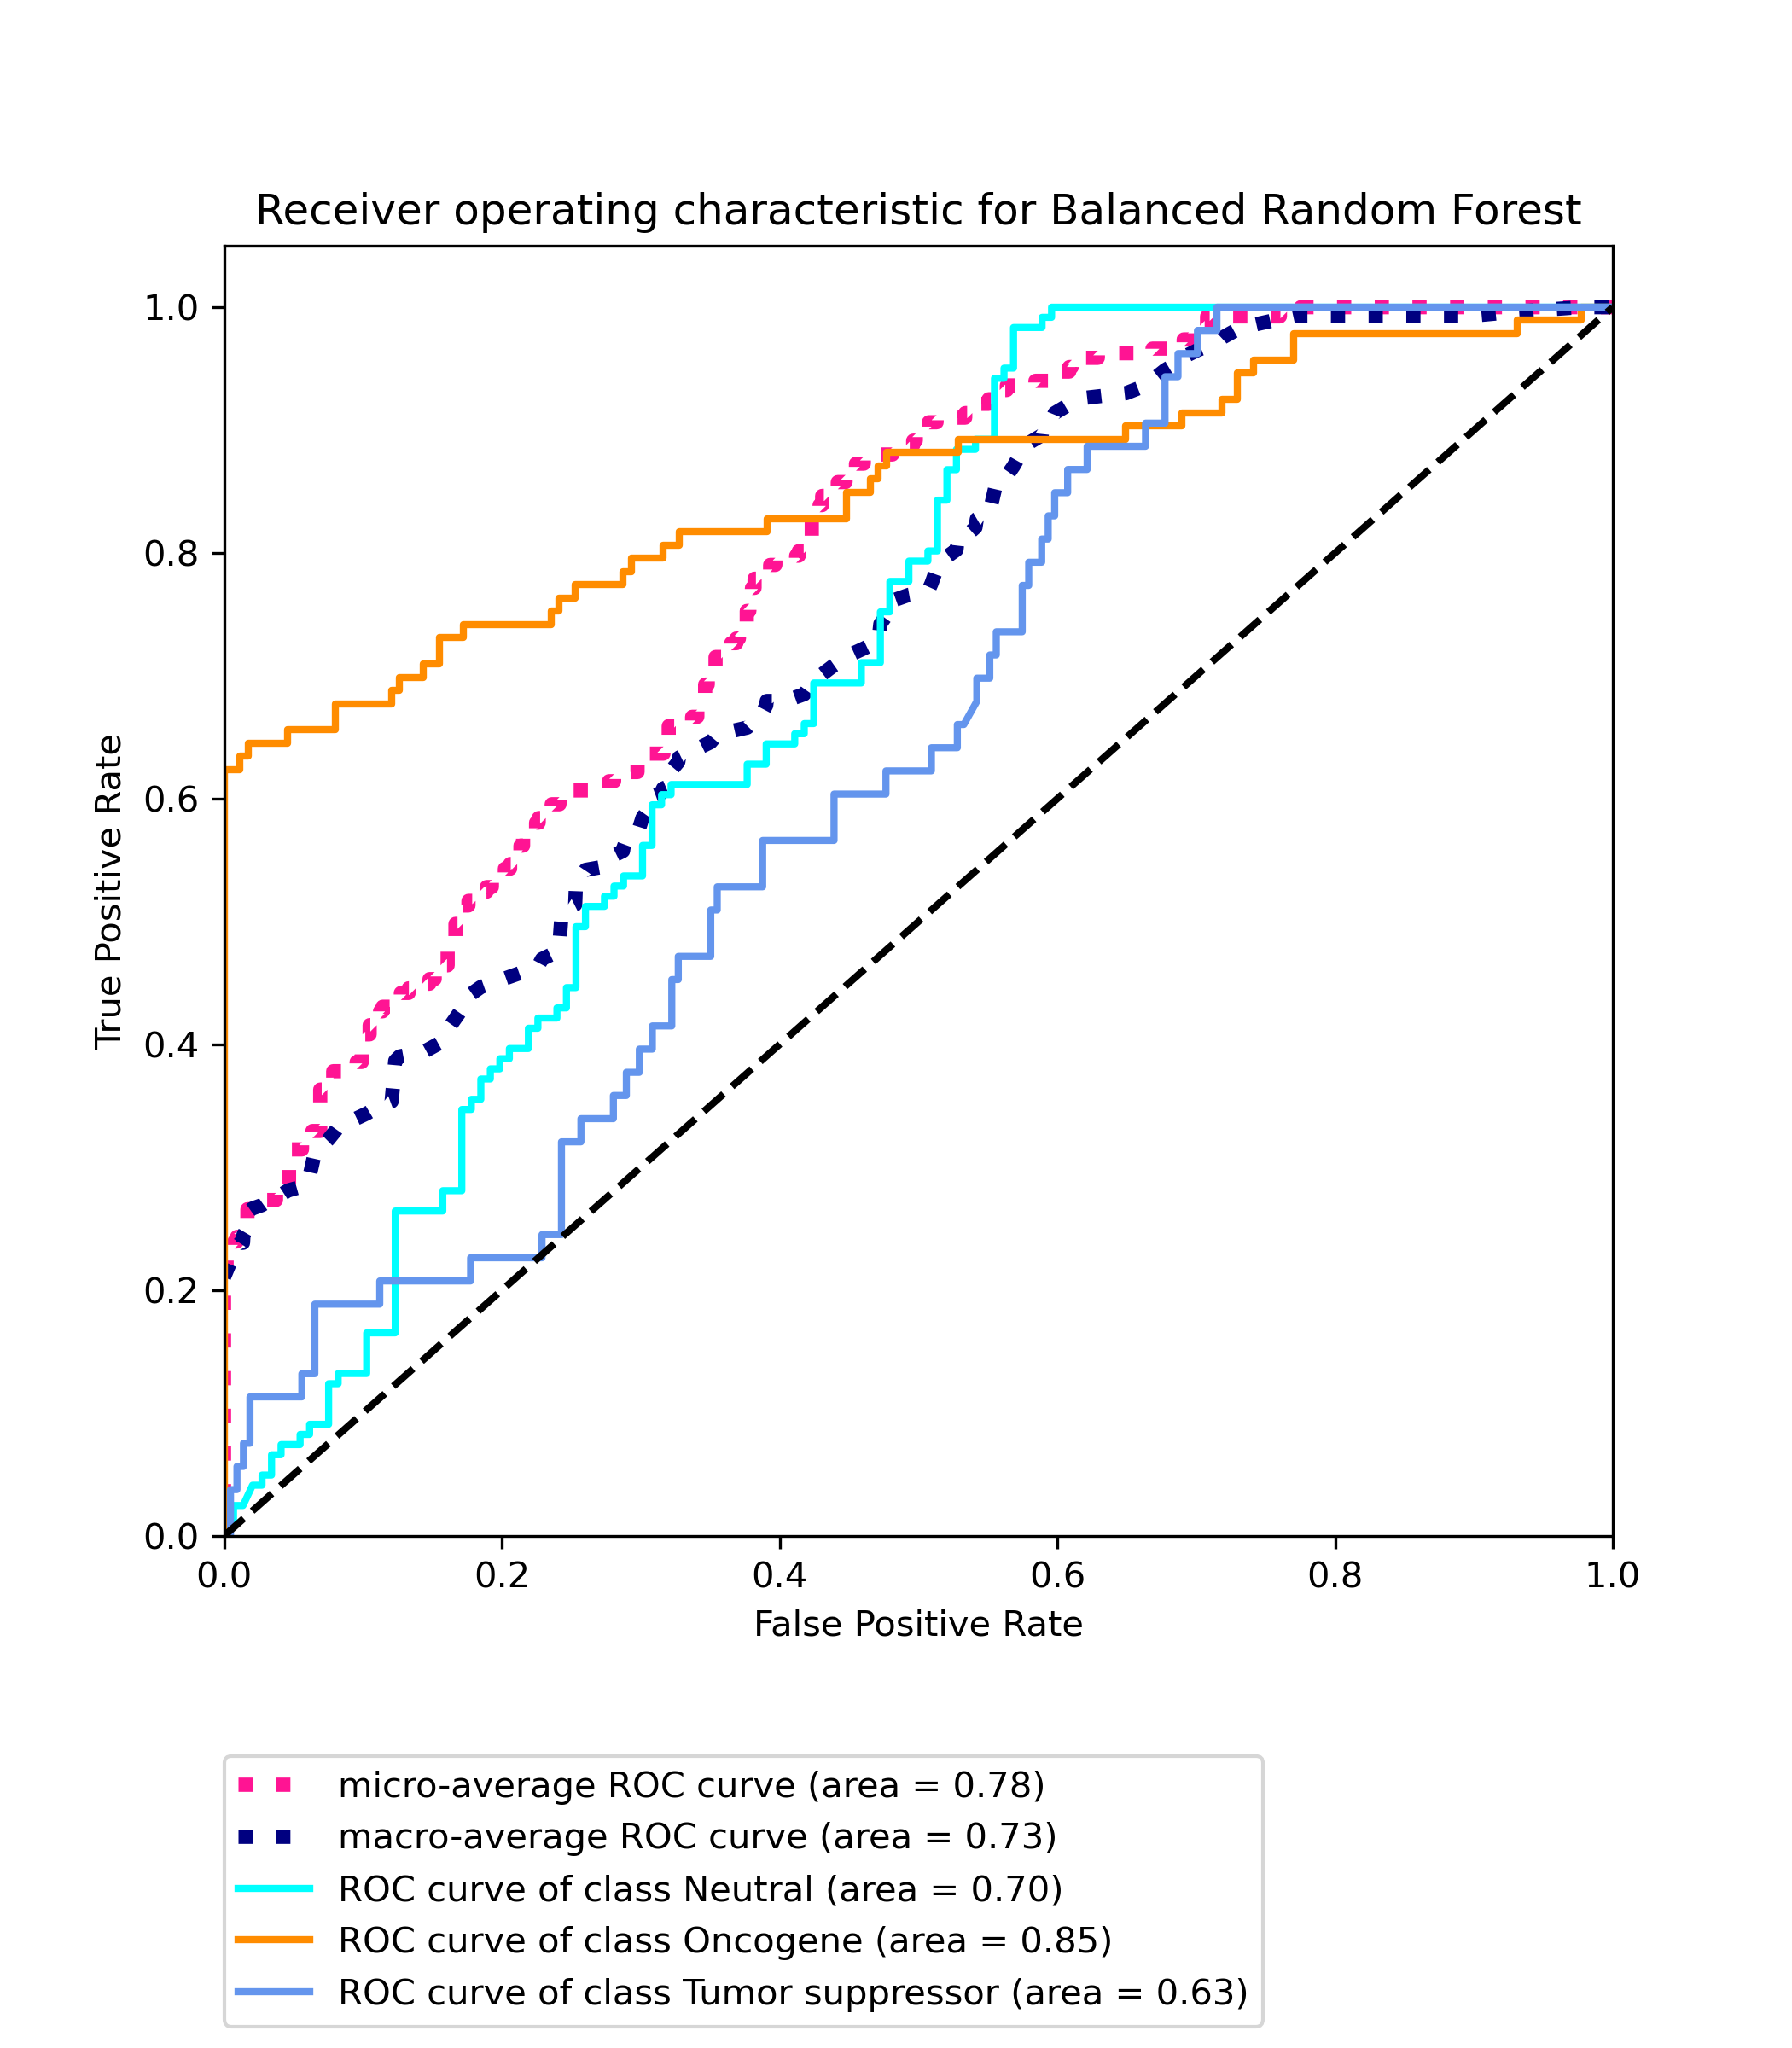 Receiver operating characteristic for Balanced Random Forest
1.0
0.8
0.6
0.4
0.2
0.0
True Positive Rate
0.0 0.2 0.4 0.6 0.8 1.0
False Positive Rate
micro-average ROC curve (area = 0.78)
macro-average ROC curve (area = 0.73)
ROC curve of class Neutral (area = 0.70)
ROC curve of class Oncogene (area = 0.85)
ROC curve of class Tumor suppressor (area = 0.63)